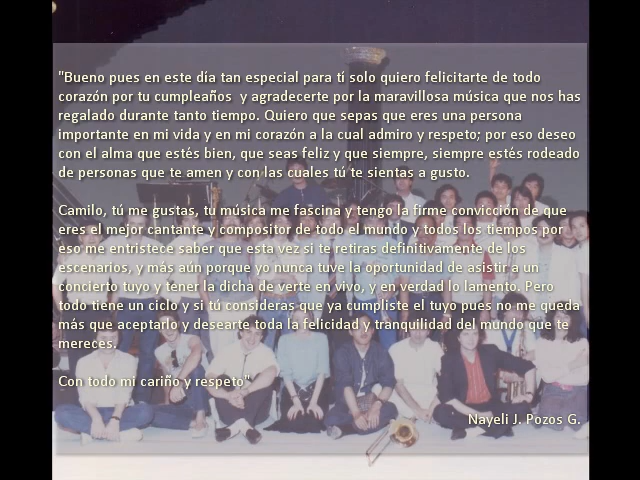 "Bueno pues en este día tan especial para tí solo quiero felicitarte de todo
corazón por tu cumpleaños y agradecerte por la maravillosa música que nos has
regalado durante tanto tiempo. Quiero que sepas que eres una persona
importante en mi vida y en mi corazón a la cual admiro y respeto; por eso deseo
con el alma que estés bien, que seas feliz y que siempre, siempre estés rodeado
de personas que te amen y con las cuales tú te sientas a gusto.
Camilo, tú me gustas, tu música me fascina y tengo la firme convicción de que
eres el mejor cantante y compositor de todo el mundo y todos los tiempos por
eso me entristece saber que esta vez si te retiras definitivamente de los
escenarios, y más aún porque yo nunca tuve la oportunidad de asistir a un
concierto tuyo y tener la dicha de verte en vivo, y en verdad lo lamento. Pero
todo tiene un ciclo y si tú consideras que ya cumpliste el tuyo pues no me queda
más que aceptarlo y desearte toda la felicidad y tranquilidad del mundo que te
mereces.
Con todo mi cariño y respeto"
Nayeli J. Pozos G.